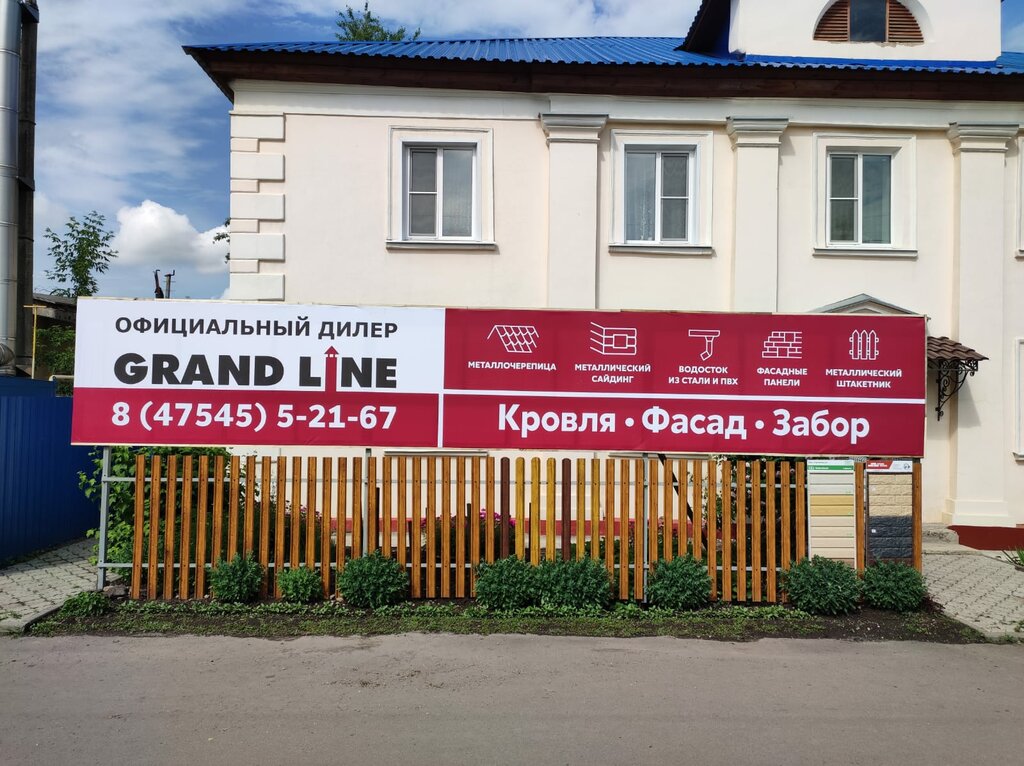 ОФИЦИАЛЬНЫЙ ДИЛЕР
GRAND LINE
8 (47545) 5-21-67
МЕТАЛЛОЧЕРЕПИЦА
МЕТАЛЛИЧЕСКИЙ
САЙДИНГ
ВОДОСТОК
ИЗ СТАЛИ И ПВХ
ФАСАДНЫЕ
ПАНЕЛИ
МЕТАЛЛИЧЕСКИЙ
ШТАКЕТНИК
Кровля • Фасад • Забор